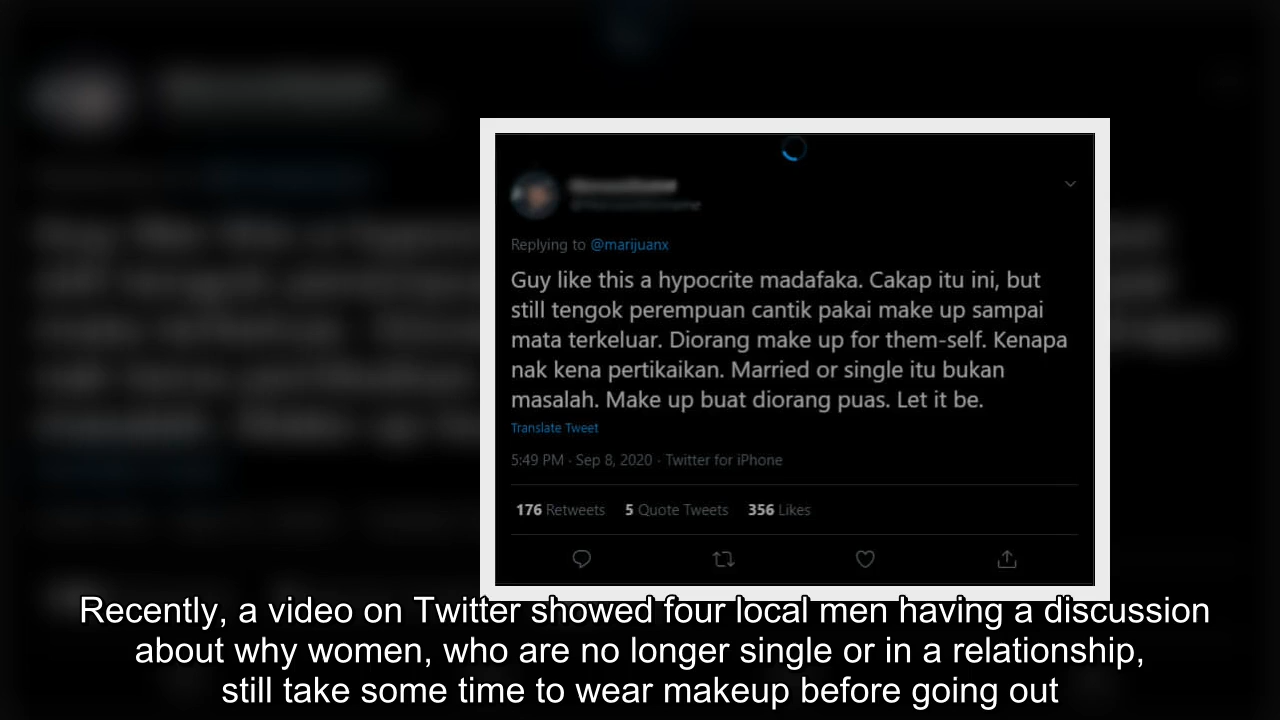 Replying to @marijuanx
Guy like this a hypocrite madafaka. Cakap itu ini, but
still tengok perempuan cantik pakai make up sampai
mata terkeluar. Diorang make up for them-self. Kenapa
nak kena pertikaikan. Married or single itu bukan
masalah. Make up buat diorang puas. Let it be.
Translate Tweet
5:49 PM · Sep 8, 2020 · Twitter for iPhone
176 Retweets 5 Quote Tweets 356 Likes
Recently, a video on Twitter showed four local men having a discussion
about why women, who are no longer single or in a relationship,
still take some time to wear makeup before going out